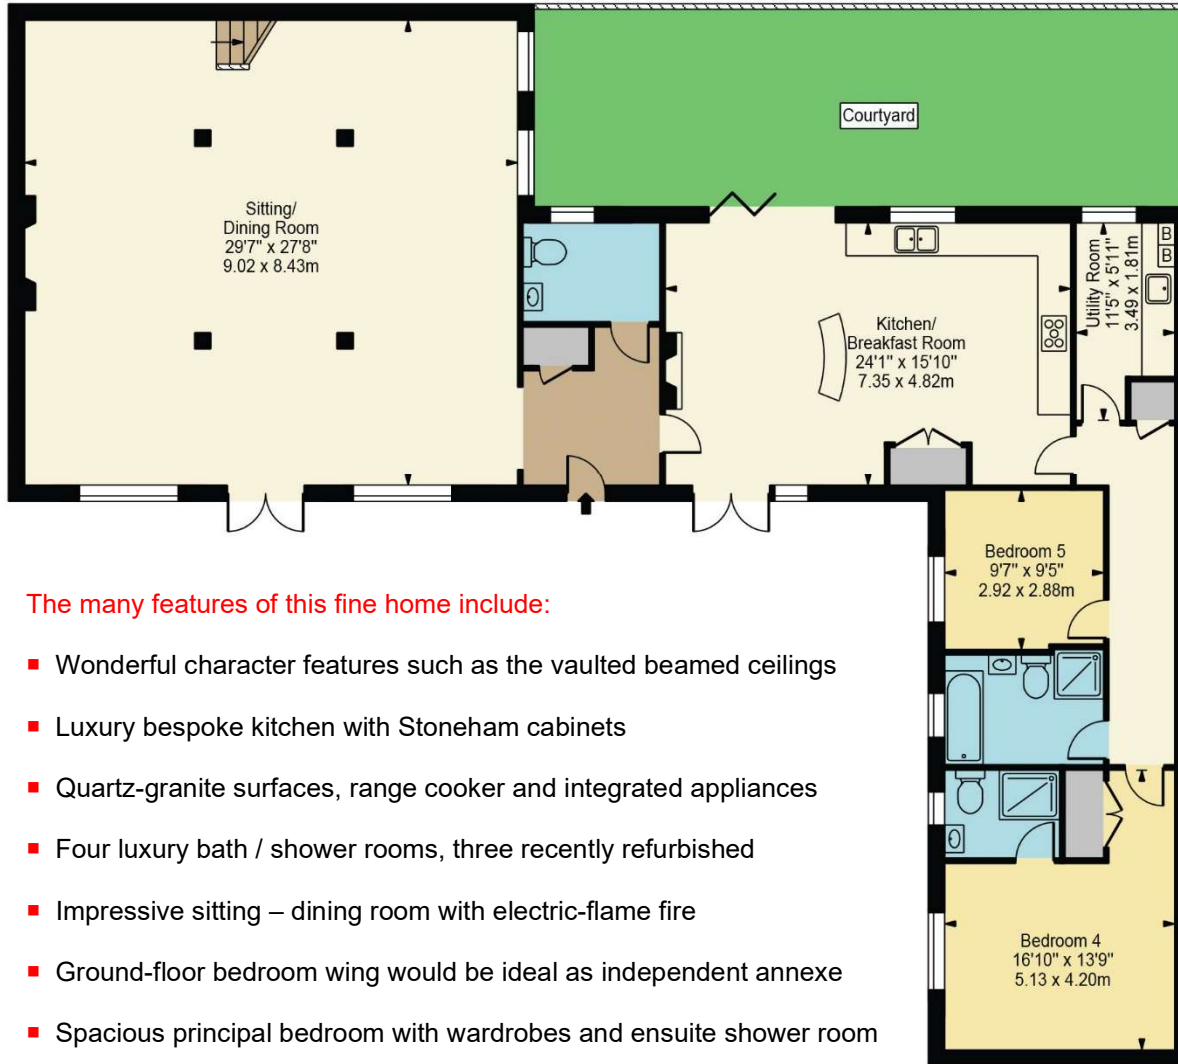 Courtyard
Sitting/
Dining Room
29'7" x 27'8"
9.02 x 8.43m
Kitchen/
Breakfast Room
24'1" x 15'10"
7.35 x 4.82m
Utility Room
11'5" x 5'11"
3.49 x 1.81m
B
B
Bedroom 5
9'7" x 9'5"
2.92 x 2.88m
Bedroom 4
16'10" x 13'9"
5.13 x 4.20m
The many features of this fine home include:
▪ Wonderful character features such as the vaulted beamed ceilings
▪ Luxury bespoke kitchen with Stoneham cabinets
▪ Quartz-granite surfaces, range cooker and integrated appliances
▪ Four luxury bath / shower rooms, three recently refurbished
▪ Impressive sitting – dining room with electric-flame fire
▪ Ground-floor bedroom wing would be ideal as independent annexe
▪ Spacious principal bedroom with wardrobes and ensuite shower room